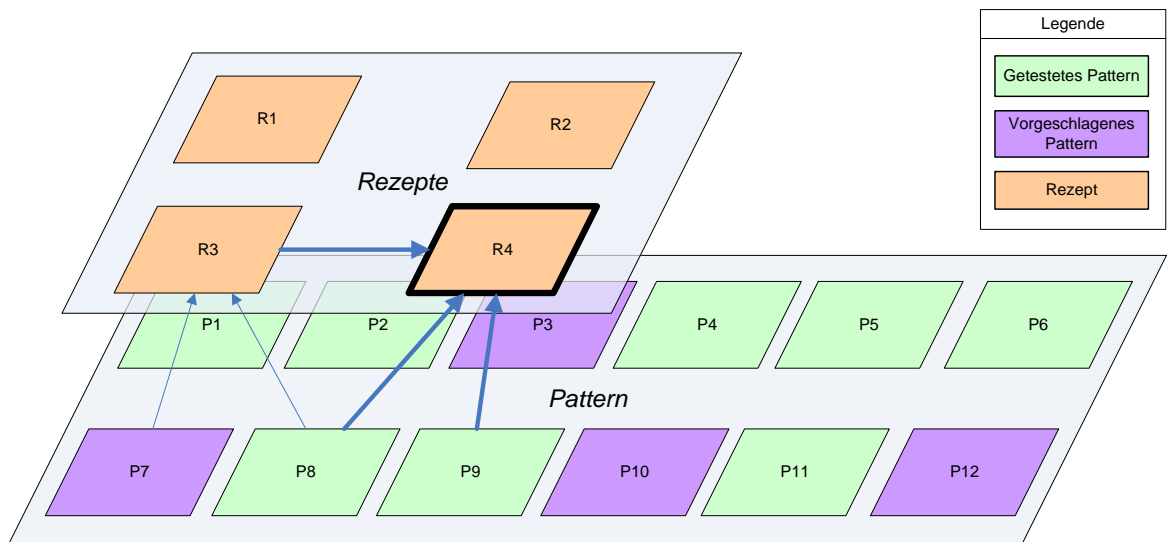 Legende
Getestetes Pattern
Vorgeschlagenes
Pattern
Rezept
R1
R2
Rezepte
R3
R4
P1
P2
P3
P4
P5
P6
Pattern
P7
P8
P9
P10
P11
P12